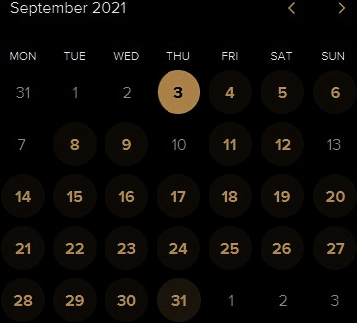 September 2021 < >
MON TUE WED THU FRI SAT SUN
31 1 2 3 4 5 6
7 8 9 10 11 12 13
14 15 16 17 18 19 20
21 22 23 24 25 26 27
28 29 30 31 1 2 3